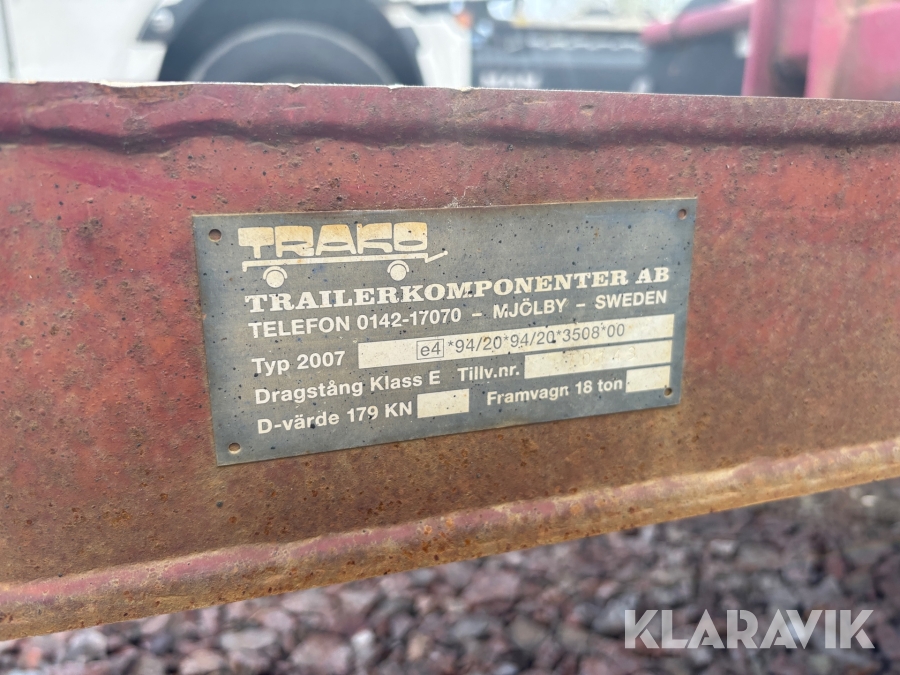 TRAKO
TRAILERKOMPONENTER AB
TELEFON 0142-17070 – MJÖLBY – SWEDEN
Typ 2007 e4 *94/20*94/20*3508*00
Dragstång Klass E Tillv.nr.
D-värde 179 KN Framvagn 18 ton
KLARAVIK